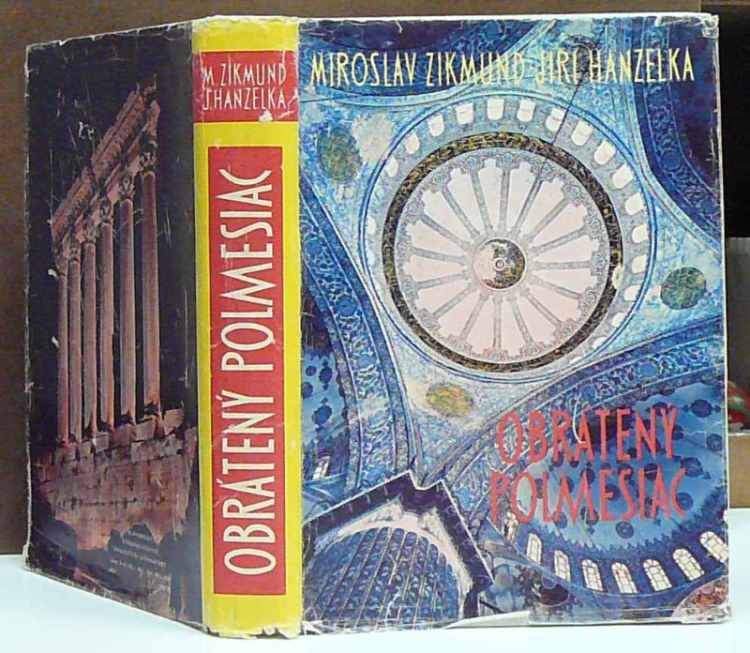 M. ZIKMUND
J. HANZELKA
OBRÁTENÝ POLMESIAC
MIROSLAV ZIKMUND-JIŘÍ HANZELKA
OBRÁTENÝ
POLMESIAC